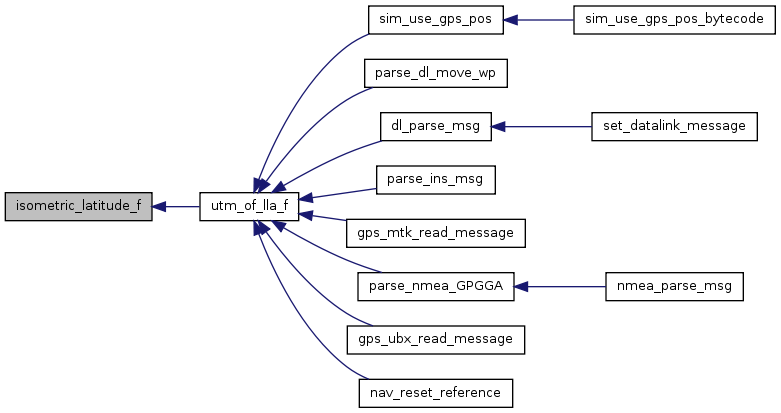 sim_use_gps_pos
sim_use_gps_pos_bytecode
parse_dl_move_wp
dl_parse_msg
set_datalink_message
parse_ins_msg
isometric_latitude_f
utm_of_lla_f
gps_mtk_read_message
parse_nmea_GPGGA
nmea_parse_msg
gps_ubx_read_message
nav_reset_reference